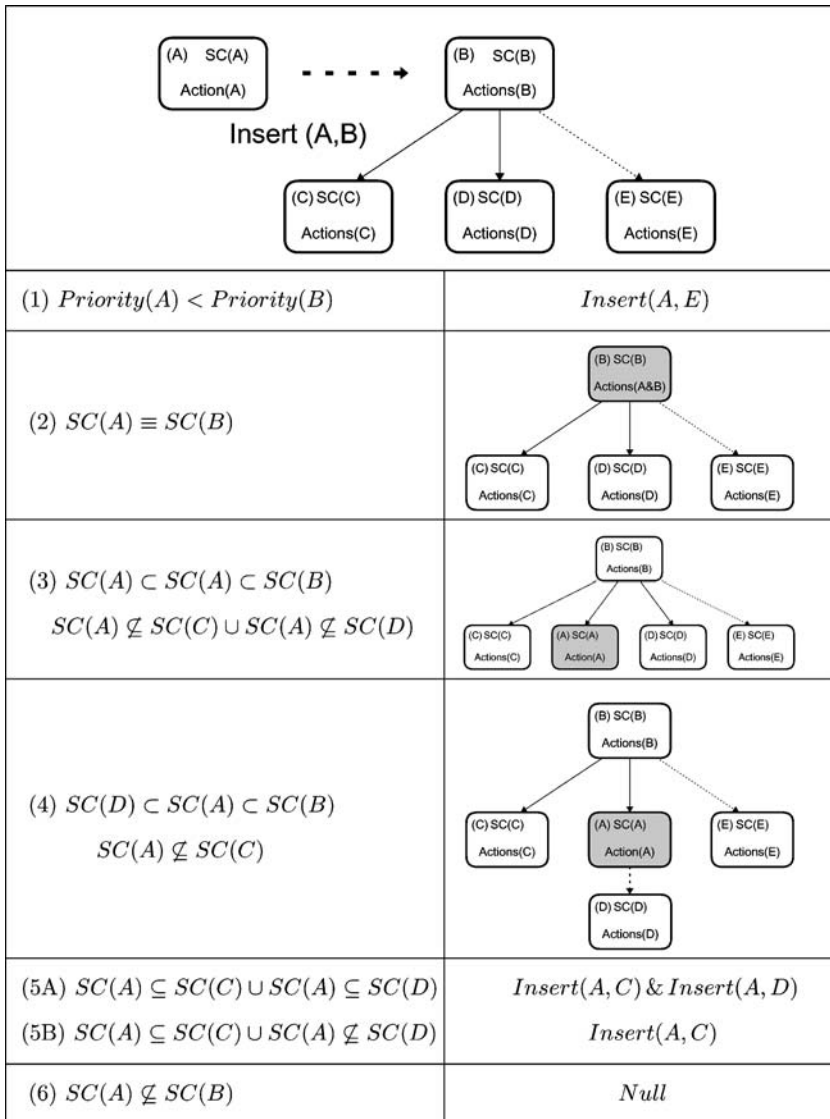 (A) SC(A)
Action(A)
(B) SC(B)
Actions(B)
Insert (A,B)
(C) SC(C)
Actions(C)
(D) SC(D)
Actions(D)
(E) SC(E)
Actions(E)
(1) Priority(A) < Priority(B)
Insert(A, E)
(2) SC(A) ≡ SC(B)
(B) SC(B)
Actions(A&B)
(C) SC(C)
Actions(C)
(D) SC(D)
Actions(D)
(E) SC(E)
Actions(E)
(3) SC(A) ⊂ SC(A) ⊂ SC(B)
SC(A) ⊈ SC(C) ∪ SC(A) ⊈ SC(D)
(B) SC(B)
Actions(B)
(C) SC(C)
Actions(C)
(A) SC(A)
Action(A)
(D) SC(D)
Actions(D)
(E) SC(E)
Actions(E)
(4) SC(D) ⊂ SC(A) ⊂ SC(B)
SC(A) ⊈ SC(C)
(B) SC(B)
Actions(B)
(C) SC(C)
Actions(C)
(A) SC(A)
Action(A)
(E) SC(E)
Actions(E)
(D) SC(D)
Actions(D)
(5A) SC(A) ⊆ SC(C) ∪ SC(A) ⊆ SC(D)
Insert(A, C) & Insert(A, D)
(5B) SC(A) ⊆ SC(C) ∪ SC(A) ⊈ SC(D)
Insert(A, C)
(6) SC(A) ⊈ SC(B)
Null